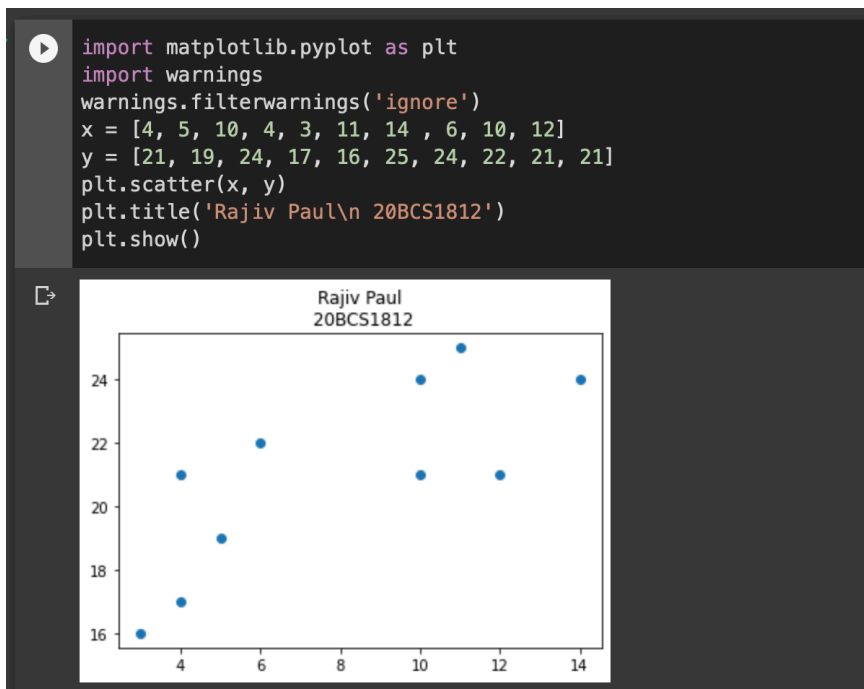 import matplotlib.pyplot as plt
import warnings
warnings.filterwarnings('ignore')
x = [4, 5, 10, 4, 3, 11, 14 , 6, 10, 12]
y = [21, 19, 24, 17, 16, 25, 24, 22, 21, 21]
plt.scatter(x, y)
plt.title('Rajiv Paul\n 20BCS1812')
plt.show()
Rajiv Paul
20BCS1812
24
22
20
18
16
4 6 8 10 12 14